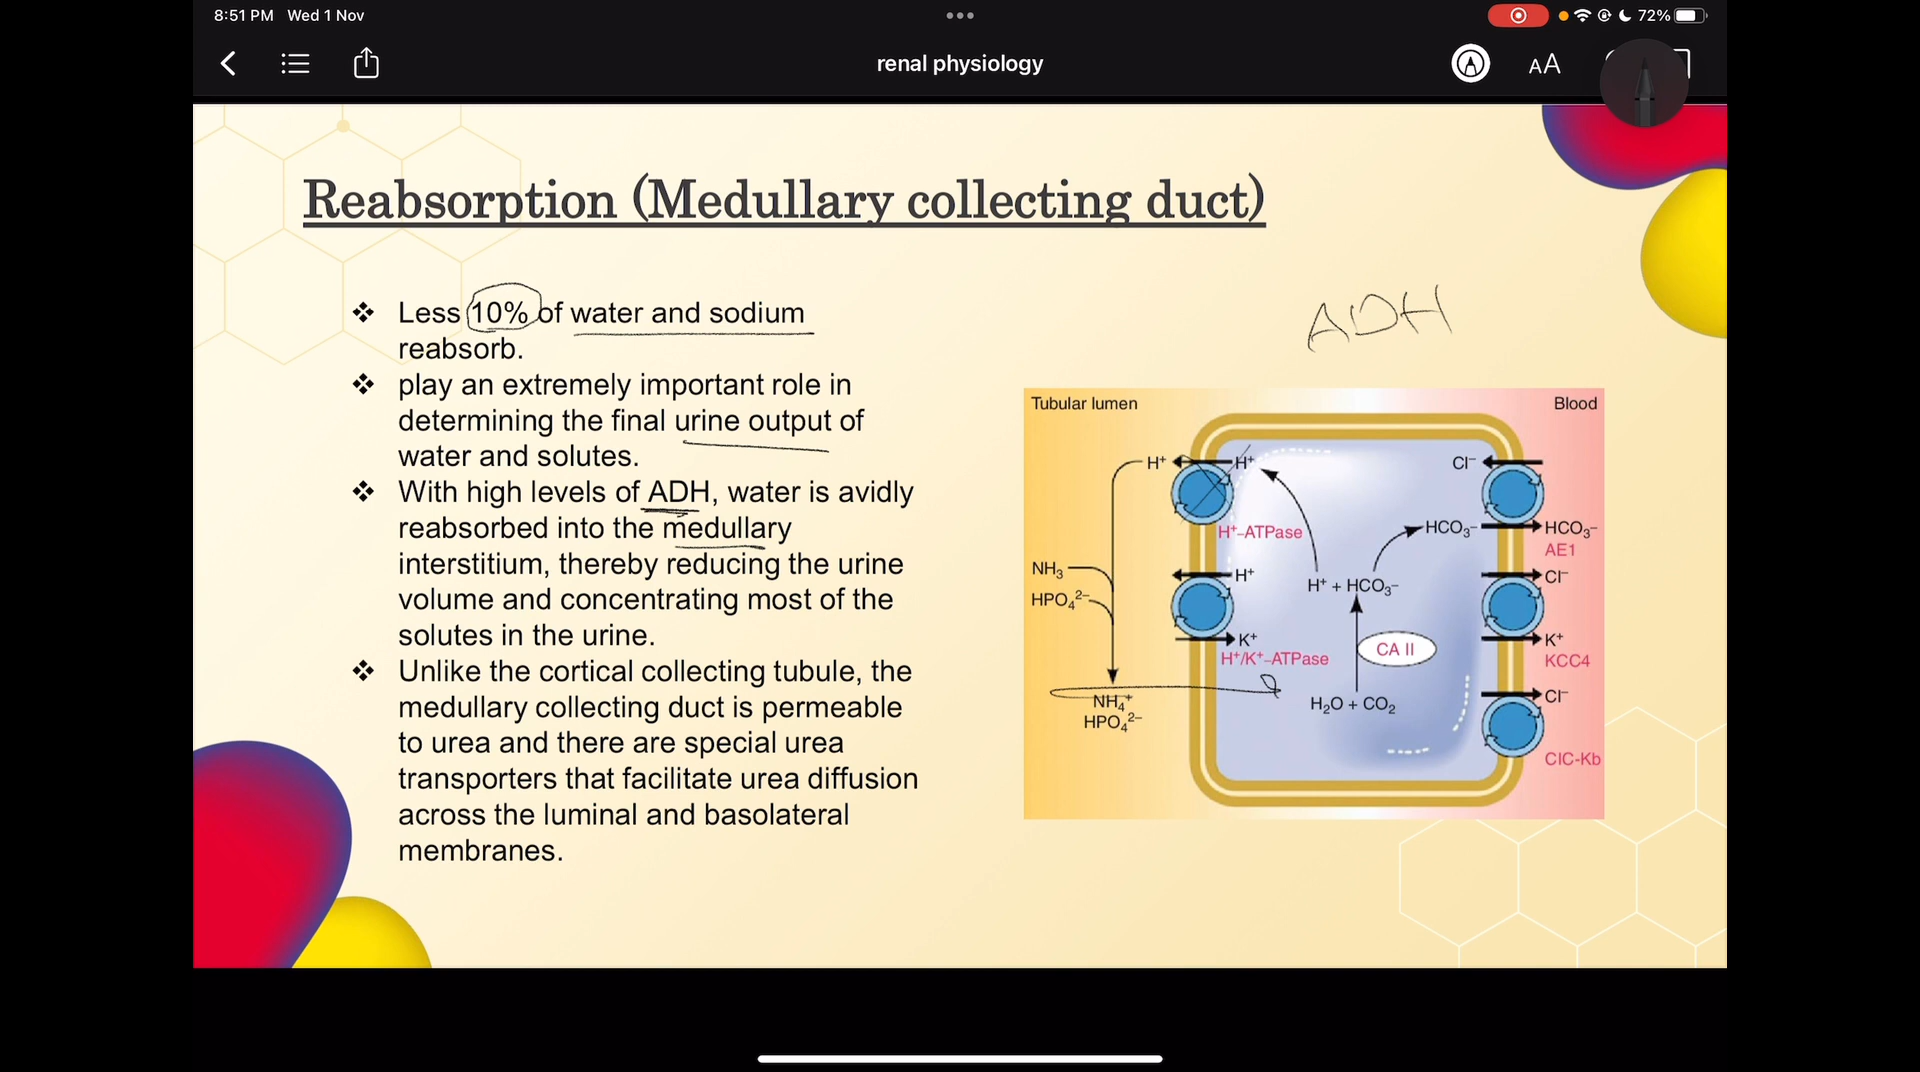 8:51 PM Wed 1 Nov
72%
renal physiology
AA
Reabsorption (Medullary collecting duct)
❖ Less 10% of water and sodium
reabsorb.
❖ play an extremely important role in
determining the final urine output of
water and solutes.
❖ With high levels of ADH, water is avidly
reabsorbed into the medullary
interstitium, thereby reducing the urine
volume and concentrating most of the
solutes in the urine.
❖ Unlike the cortical collecting tubule, the
medullary collecting duct is permeable
to urea and there are special urea
transporters that facilitate urea diffusion
across the luminal and basolateral
membranes.
ADH
Tubular lumen
Blood
H⁺
H⁺
Cl⁻
H⁺-ATPase
HCO₃⁻
HCO₃⁻
AE1
NH₃
H⁺
H⁺ + HCO₃⁻
Cl⁻
HPO₄²⁻
K⁺
CA II
K⁺
H⁺/K⁺-ATPase
KCC4
NH₄⁺
H₂O + CO₂
Cl⁻
HPO₄²⁻
ClC-Kb